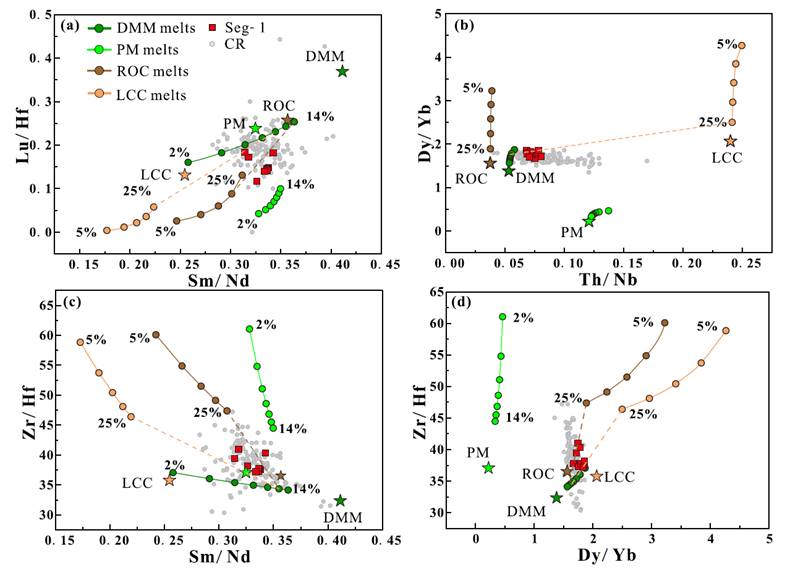 (a)
DMM melts
PM melts
ROC melts
LCC melts
Seg- 1
CR
DMM
ROC
14%
PM
2%
LCC
25%
25%
14%
5%
5%
2%
0. 5
0. 4
0. 3
0. 2
0. 1
0. 0
Lu/ Hf
0. 15
0. 20
0. 25
0. 30
0. 35
0. 45
Sm/ Nd
(b)
5%
5%
25%
25%
ROC
DMM
LCC
PM
5
4
3
2
1
0
Dy/ Yb
0. 00
0. 05
0. 10
0. 15
0. 20
0. 25
Th/ Nb
(c)
5%
5%
2%
25%
25%
14%
2%
LCC
14%
DMM
65
60
55
50
45
40
35
30
Zr/ Hf
0. 15
0. 20
0. 25
0. 30
0. 35
0. 40
0. 45
Sm/ Nd
(d)
2%
5%
5%
14%
25%
25%
PM
ROC
LCC
DMM
65
60
55
50
45
40
35
30
Zr/ Hf
0
1
2
3
4
5
Dy/ Yb